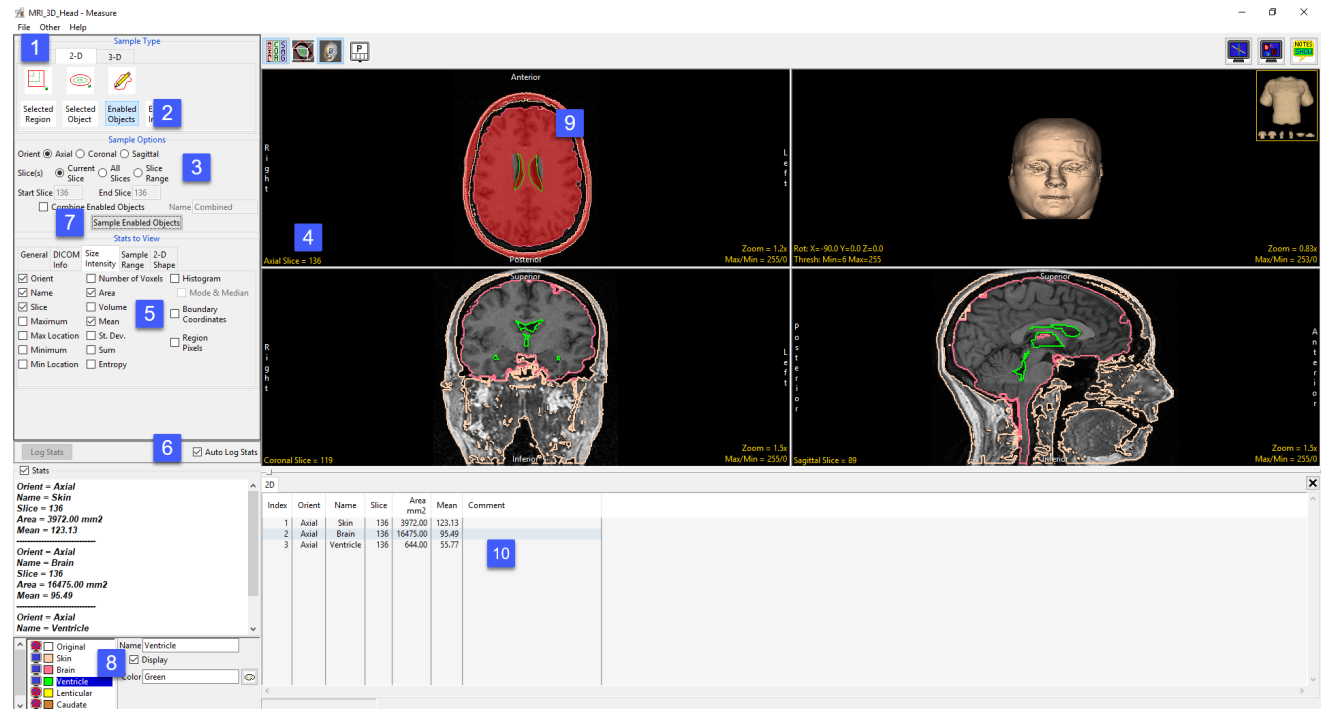 MRI_3D_Head - Measure
File Other Help
Sample Type
1
2-D
3-D
Selected Region
Selected Object
Enabled Objects
2
Sample Options
Orient Axial Coronal Sagittal
3
Slice(s) Current Slice All Slices Slice Range
Start Slice 136 End Slice 136
Combine Enabled Objects Name Combined
7
Sample Enabled Objects
Stats to View
General
DICOM Info
Size Intensity
Sample Range
2-D Shape
Orient Number of Voxels Histogram
Name Area Mode & Median
Slice Volume Boundary Coordinates
5
Maximum Mean
Max Location St. Dev. Region Pixels
Minimum Sum
Min Location Entropy
6
Log Stats Auto Log Stats
Stats
Orient = Axial
Name = Skin
Slice = 136
Area = 3972.00 mm2
Mean = 123.13
------------------------------
Orient = Axial
Name = Brain
Slice = 136
Area = 16475.00 mm2
Mean = 95.49
------------------------------
Orient = Axial
Name = Ventricle
Original
Skin
Brain
Ventricle
Lenticular
Caudate
8
Name Ventricle
Display
Color Green
AXIAL
COR
SAG
P
NOTES
SHOW
Anterior
9
Right
Left
4
Axial Slice = 136
Posterior
Zoom = 1.2x
Max/Min = 255/0
Rot: X=-90.0 Y=0.0 Z=0.0
Thresh: Min=6 Max=255
Zoom = 0.83x
Max/Min = 253/0
Superior
Right
Left
Coronal Slice = 119
Inferior
Zoom = 1.5x
Max/Min = 255/0
Superior
Posterior
Anterior
Sagittal Slice = 89
Inferior
Zoom = 1.5x
Max/Min = 255/0
2D
Index Orient Name Slice Area mm2 Mean Comment
1 Axial Skin 136 3972.00 123.13
2 Axial Brain 136 16475.00 95.49
3 Axial Ventricle 136 644.00 55.77
10